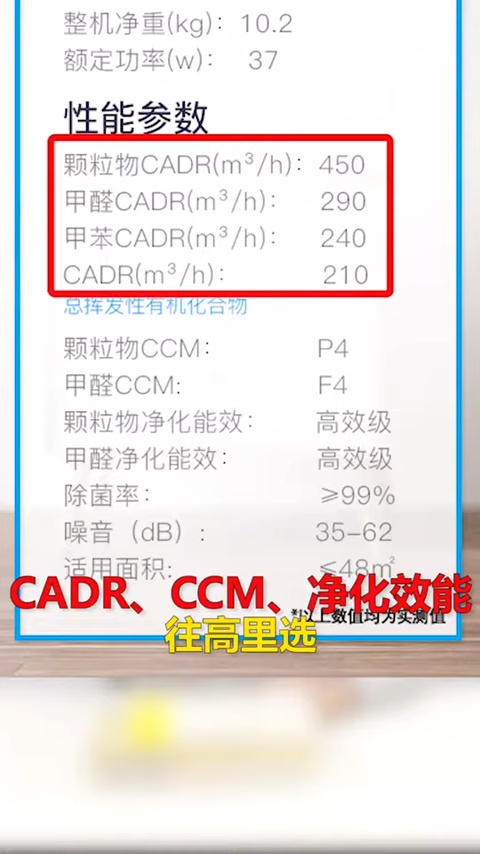 整机净重(kg): 10.2
额定功率(w): 37
性能参数
颗粒物CADR(m³/h): 450
甲醛CADR(m³/h): 290
甲苯CADR(m³/h): 240
CADR(m³/h): 210
总挥发性有机化合物
颗粒物CCM: P4
甲醛CCM: F4
颗粒物净化能效: 高效级
甲醛净化能效: 高效级
除菌率: ≥99%
噪音（dB）: 35-62
适用面积: ≤48㎡
CADR、CCM、净化效能
*以上数值均为实测值
往高里选